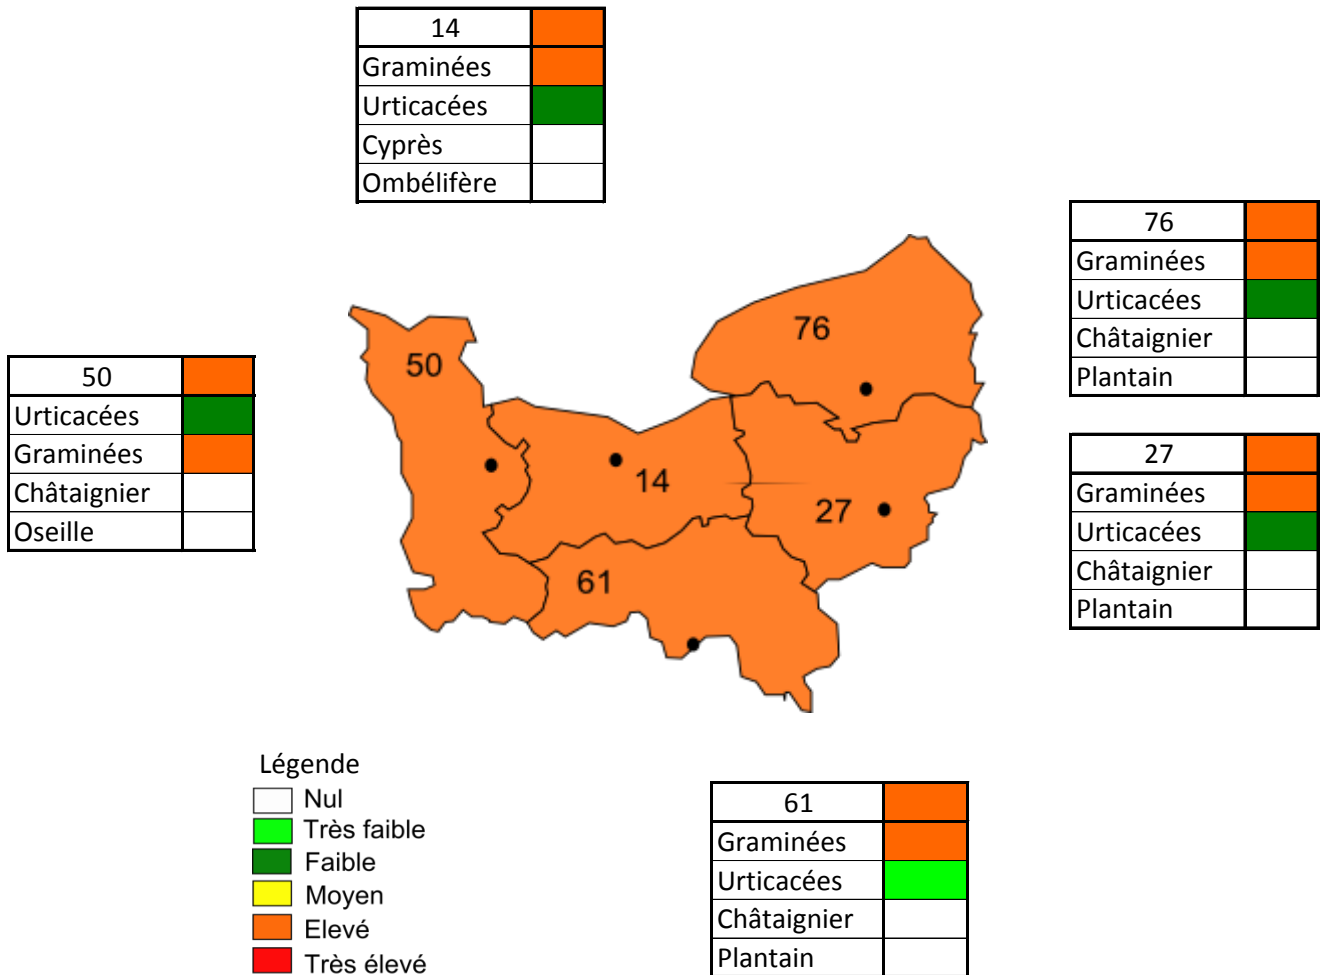 14
Graminées
Urticacées
Cyprès
Ombélifère
76
Graminées
Urticacées
Châtaignier
Plantain
50
Urticacées
Graminées
Châtaignier
Oseille
27
Graminées
Urticacées
Châtaignier
Plantain
76
50
14
27
61
Légende
Nul
Très faible
Faible
Moyen
Elevé
Très élevé
61
Graminées
Urticacées
Châtaignier
Plantain